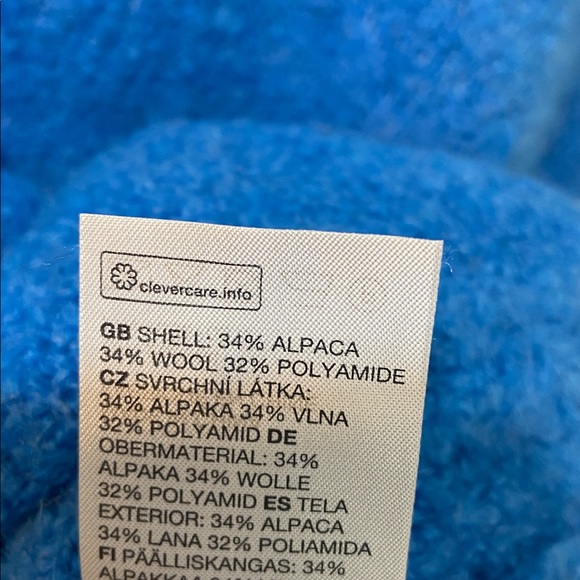 clevercare.info
GB SHELL: 34% ALPACA
34% WOOL 32% POLYAMIDE
CZ SVRCHNÍ LÁTKA:
34% ALPAKA 34% VLNA
32% POLYAMID DE
OBERMATERIAL: 34%
ALPAKA 34% WOLLE
32% POLYAMID ES TELA
EXTERIOR: 34% ALPACA
34% LANA 32% POLIAMIDA
FI PÄÄLLISKANGAS: 34%
ALPAKKAA 34%